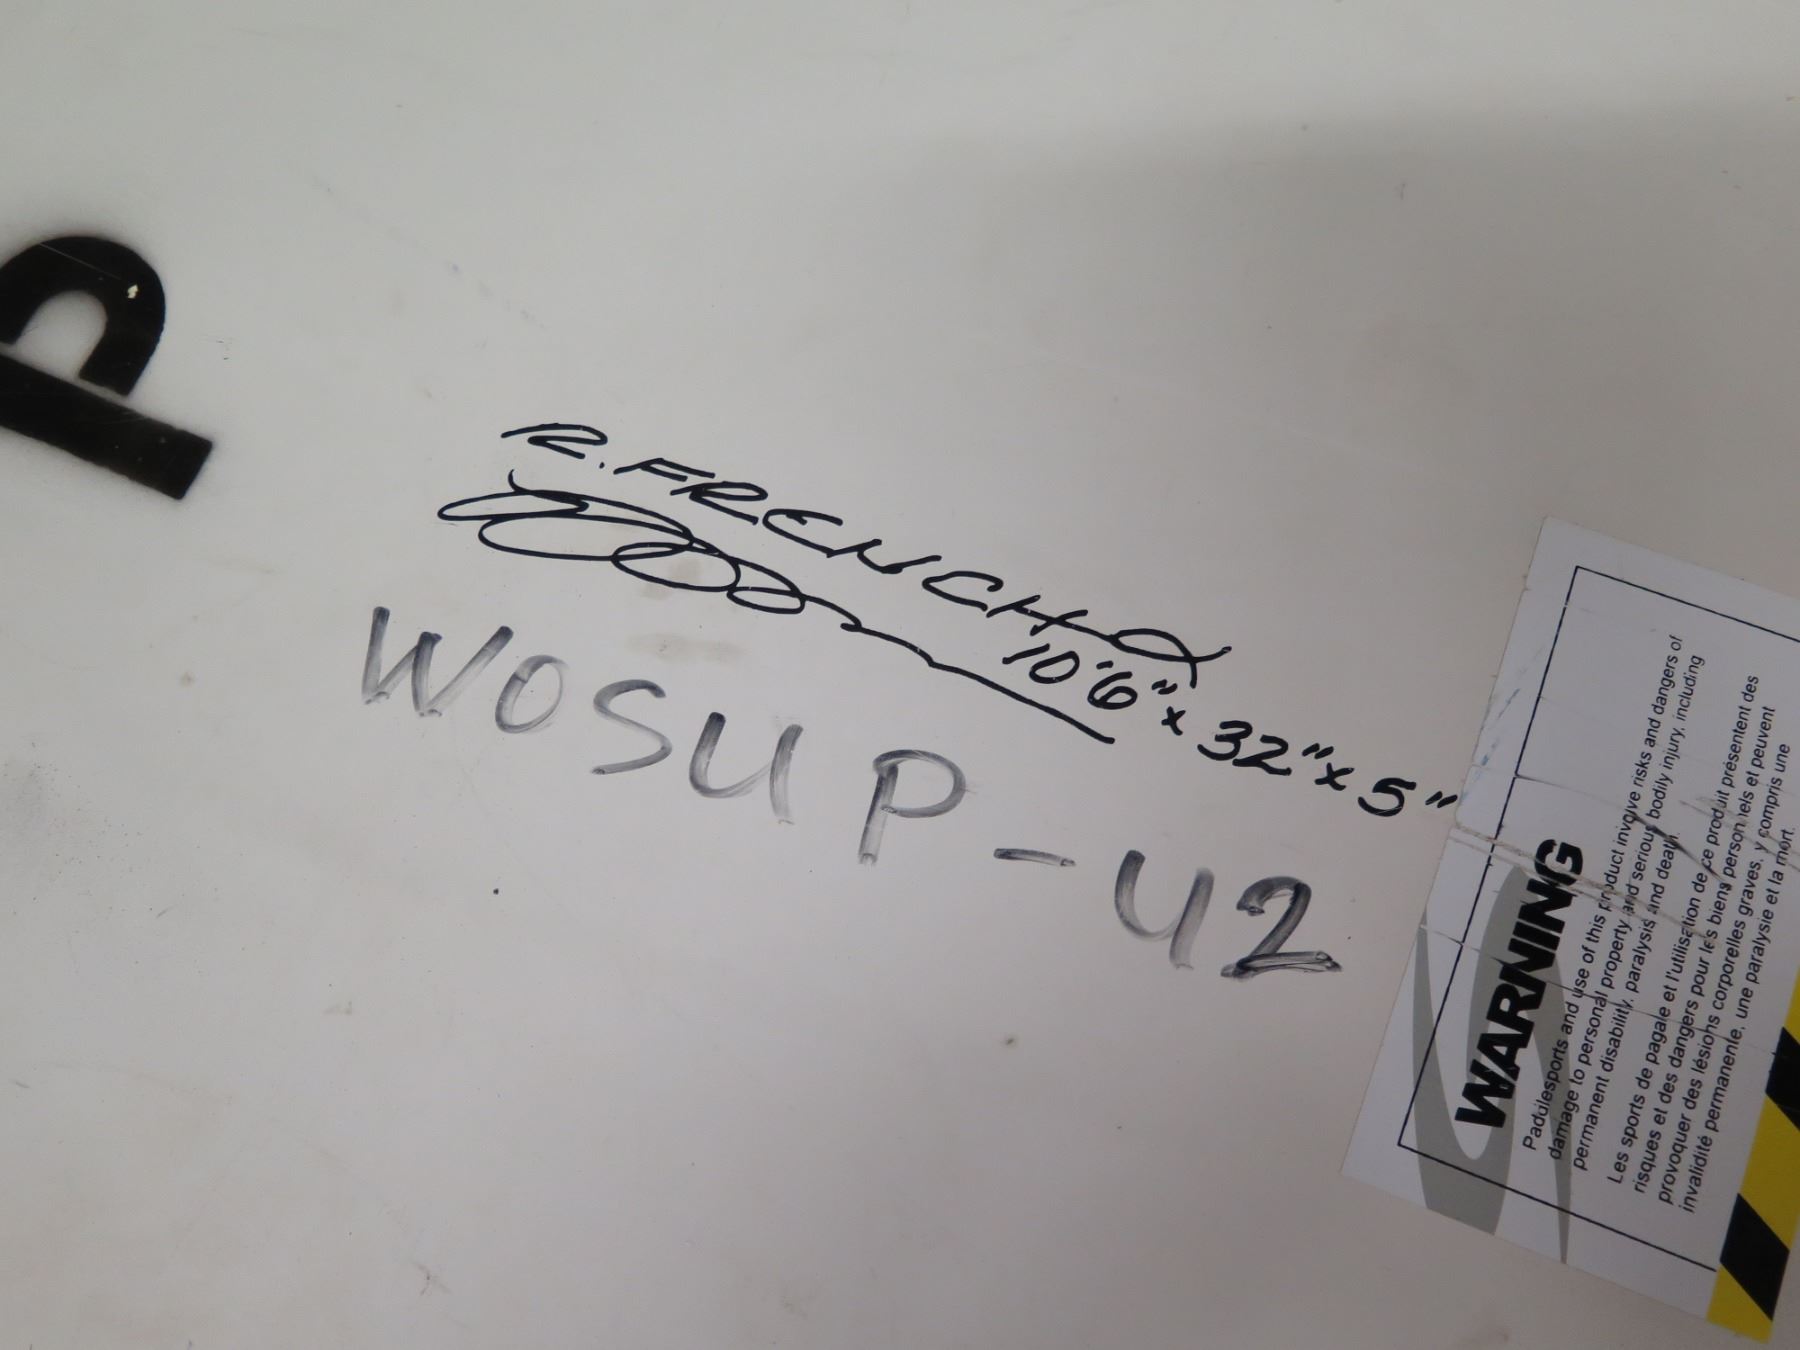 P
R. FRENCH
10'6" x 32" x 5"
WOSUP-U2
WARNING
Padulesports and use of this product involve risks and dangers of
damage to personal property and serious bodily injury, including
permanent disability, paralysis and death.
Les sports de pagaie et l'utilisation de ce produit présentent des
risques et des dangers pour les biens personnels et peuvent
provoquer des lésions corporelles graves, y compris une
invalidité permanente, une paralysie et la mort.